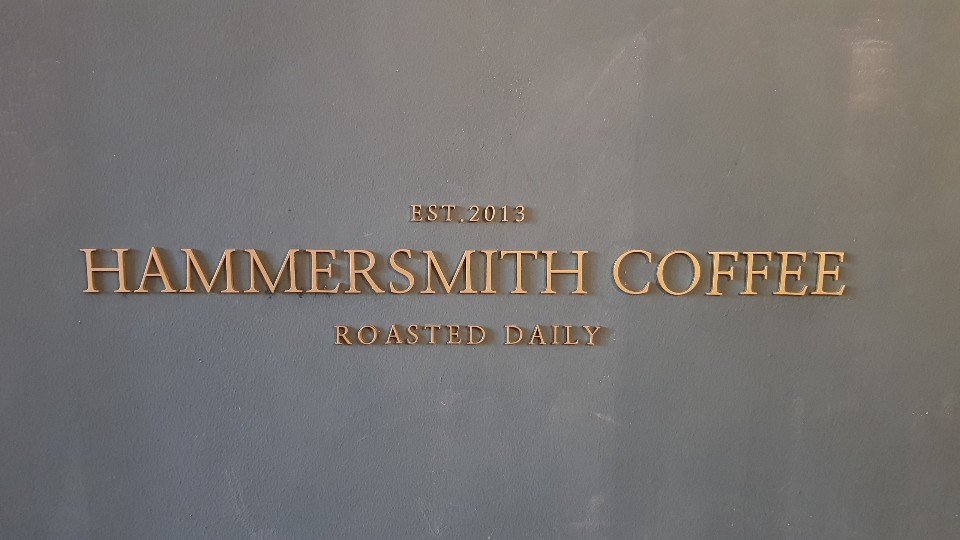 EST.2013
HAMMERSMITH COFFEE
ROASTED DAILY